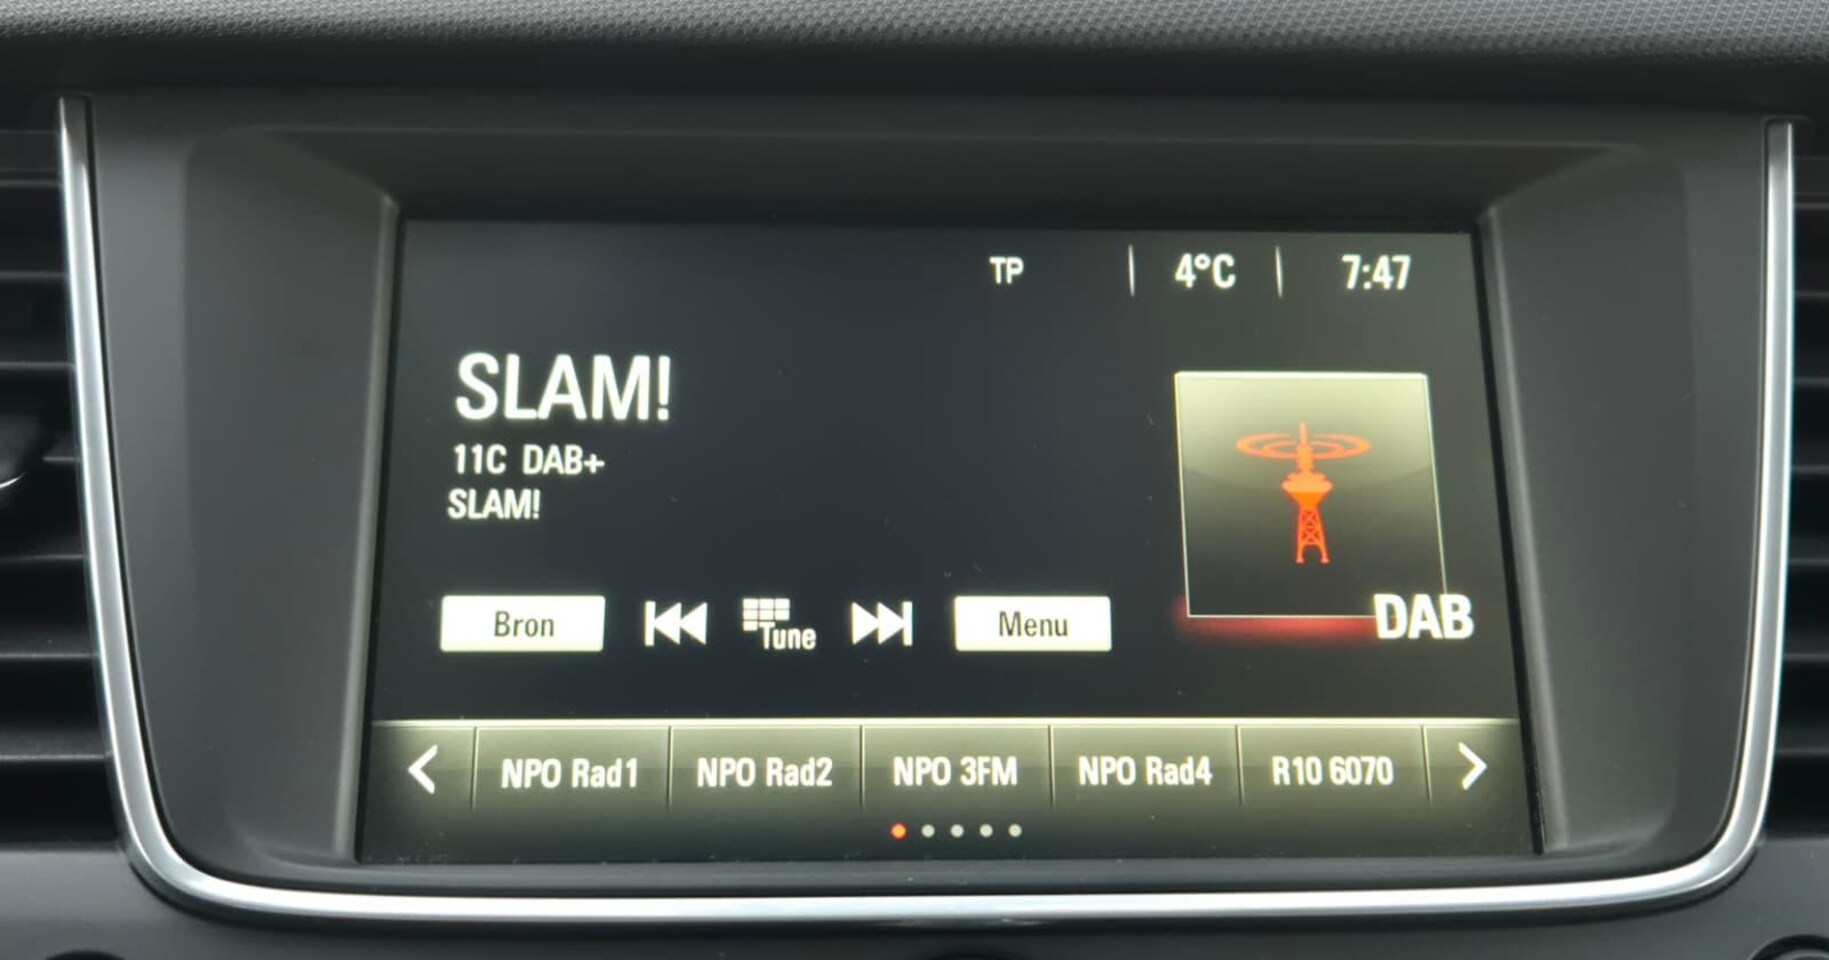 TP 4°C 7:47
SLAM!
11C DAB+
SLAM!
Bron Tune Menu
DAB
NPO Rad1 NPO Rad2 NPO 3FM NPO Rad4 R10 6070